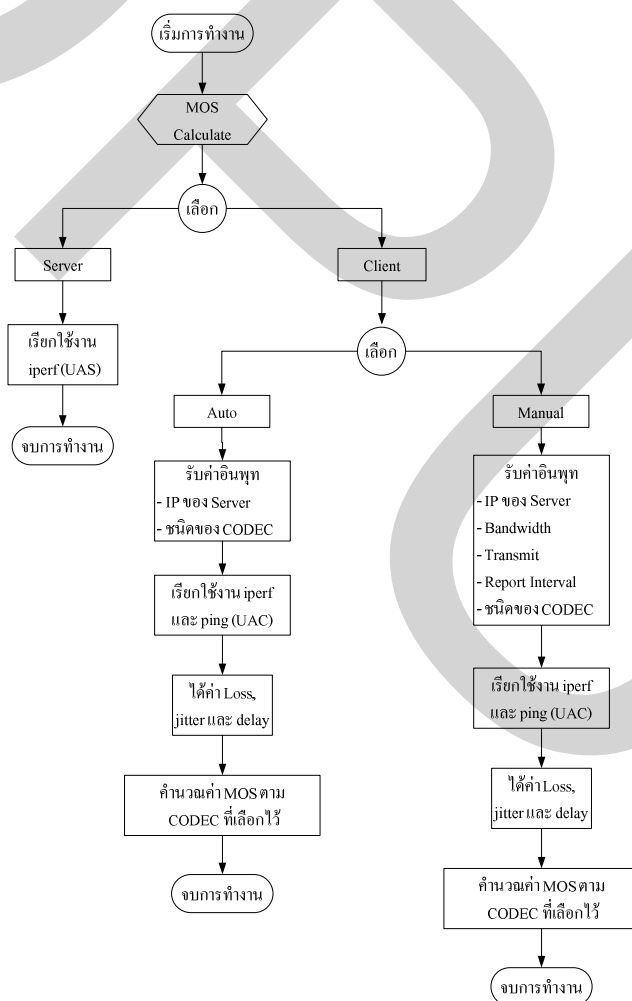 เริ่มการทำงาน
MOS
Calculate
เลือก
Server
Client
เรียกใช้งาน
iperf (UAS)
จบการทำงาน
เลือก
Auto
Manual
รับค่าอินพุท
- IP ของ Server
- ชนิดของ CODEC
เรียกใช้งาน iperf
และ ping (UAC)
ได้ค่า Loss,
jitter และ delay
คำนวณค่า MOS ตาม
CODEC ที่เลือกไว้
จบการทำงาน
รับค่าอินพุท
- IP ของ Server
- Bandwidth
- Transmit
- Report Interval
- ชนิดของ CODEC
เรียกใช้งาน iperf
และ ping (UAC)
ได้ค่า Loss,
jitter และ delay
คำนวณค่า MOS ตาม
CODEC ที่เลือกไว้
จบการทำงาน